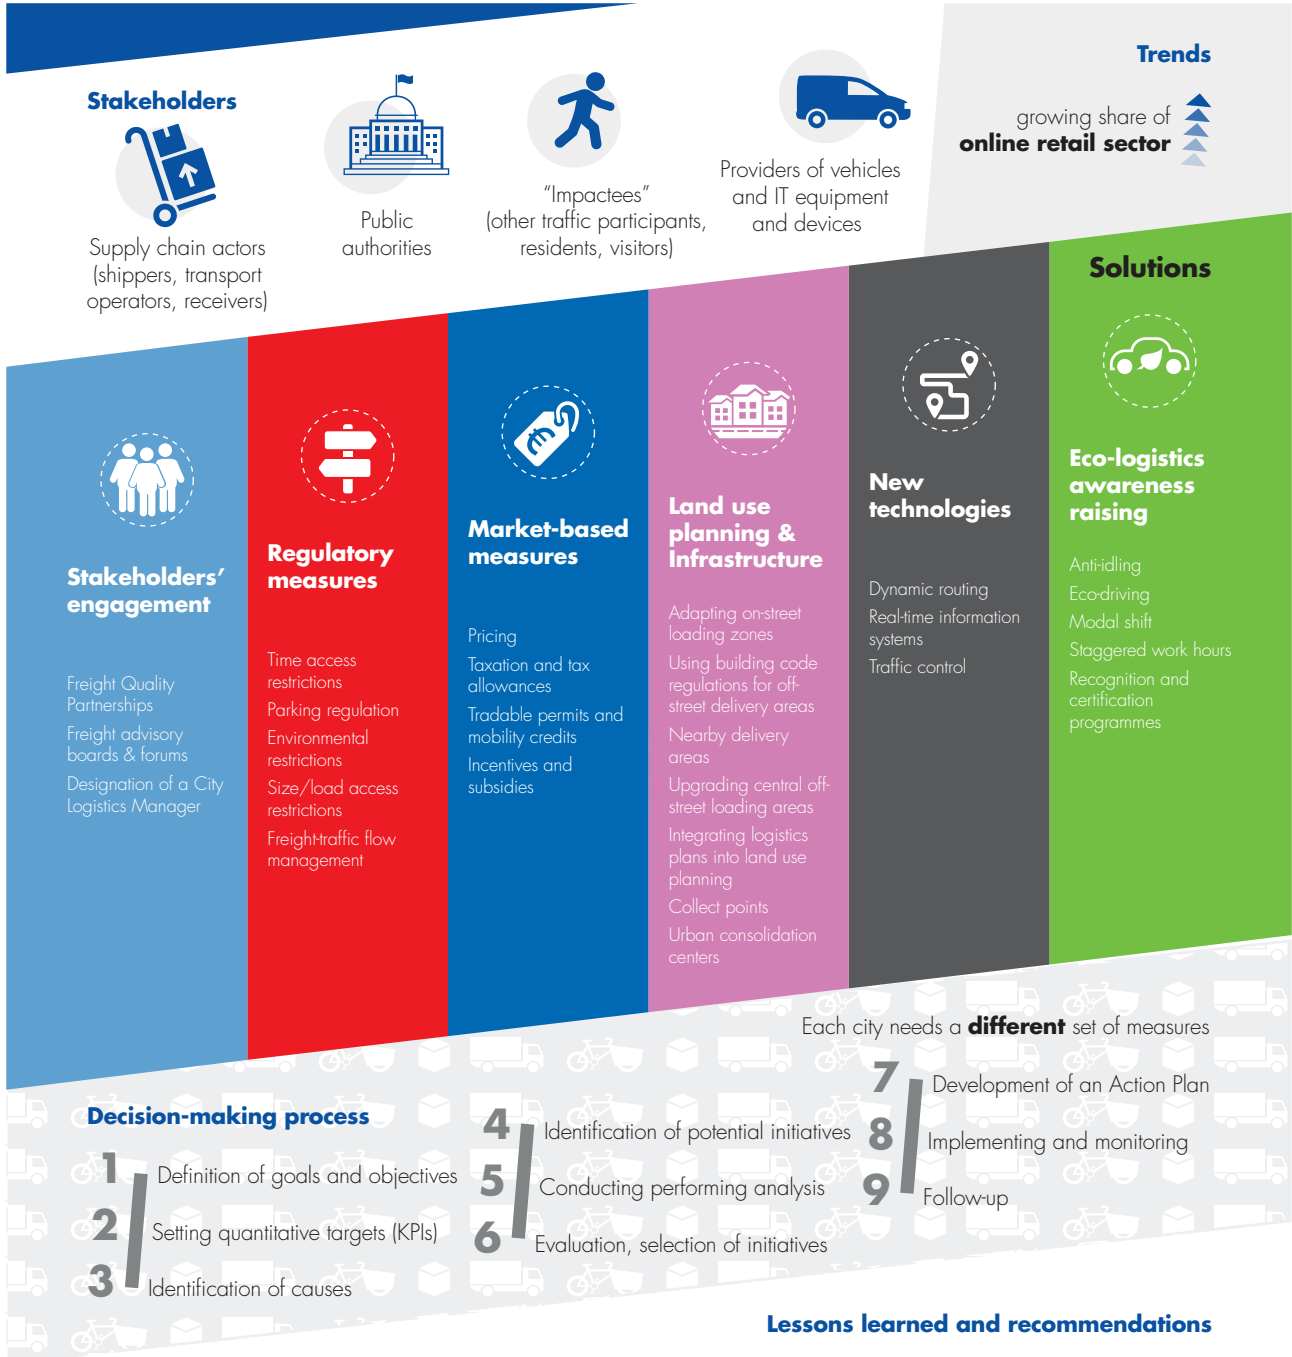 Stakeholders
Supply chain actors
(shippers, transport
operators, receivers)
Public
authorities
“Impactees”
(other traffic participants,
residents, visitors)
Providers of vehicles
and IT equipment
and devices
Trends
growing share of
online retail sector
Solutions
Stakeholders’
engagement
Freight Quality
Partnerships
Freight advisory
boards & forums
Designation of a City
Logistics Manager
Regulatory
measures
Time access
restrictions
Parking regulation
Environmental
restrictions
Size/load access
restrictions
Freight-traffic flow
management
Market-based
measures
Pricing
Taxation and tax
allowances
Tradable permits and
mobility credits
Incentives and
subsidies
Land use
planning &
Infrastructure
Adapting on-street
loading zones
Using building code
regulations for off-
street delivery areas
Nearby delivery
areas
Upgrading central off-
street loading areas
Integrating logistics
plans into land use
planning
Collect points
Urban consolidation
centers
New
technologies
Dynamic routing
Real-time information
systems
Traffic control
Eco-logistics
awareness
raising
Anti-idling
Eco-driving
Modal shift
Staggered work hours
Recognition and
certification
programmes
Each city needs a different set of measures
Decision-making process
1 Definition of goals and objectives
2 Setting quantitative targets (KPIs)
3 Identification of causes
4 Identification of potential initiatives
5 Conducting performing analysis
6 Evaluation, selection of initiatives
7 Development of an Action Plan
8 Implementing and monitoring
9 Follow-up
Lessons learned and recommendations